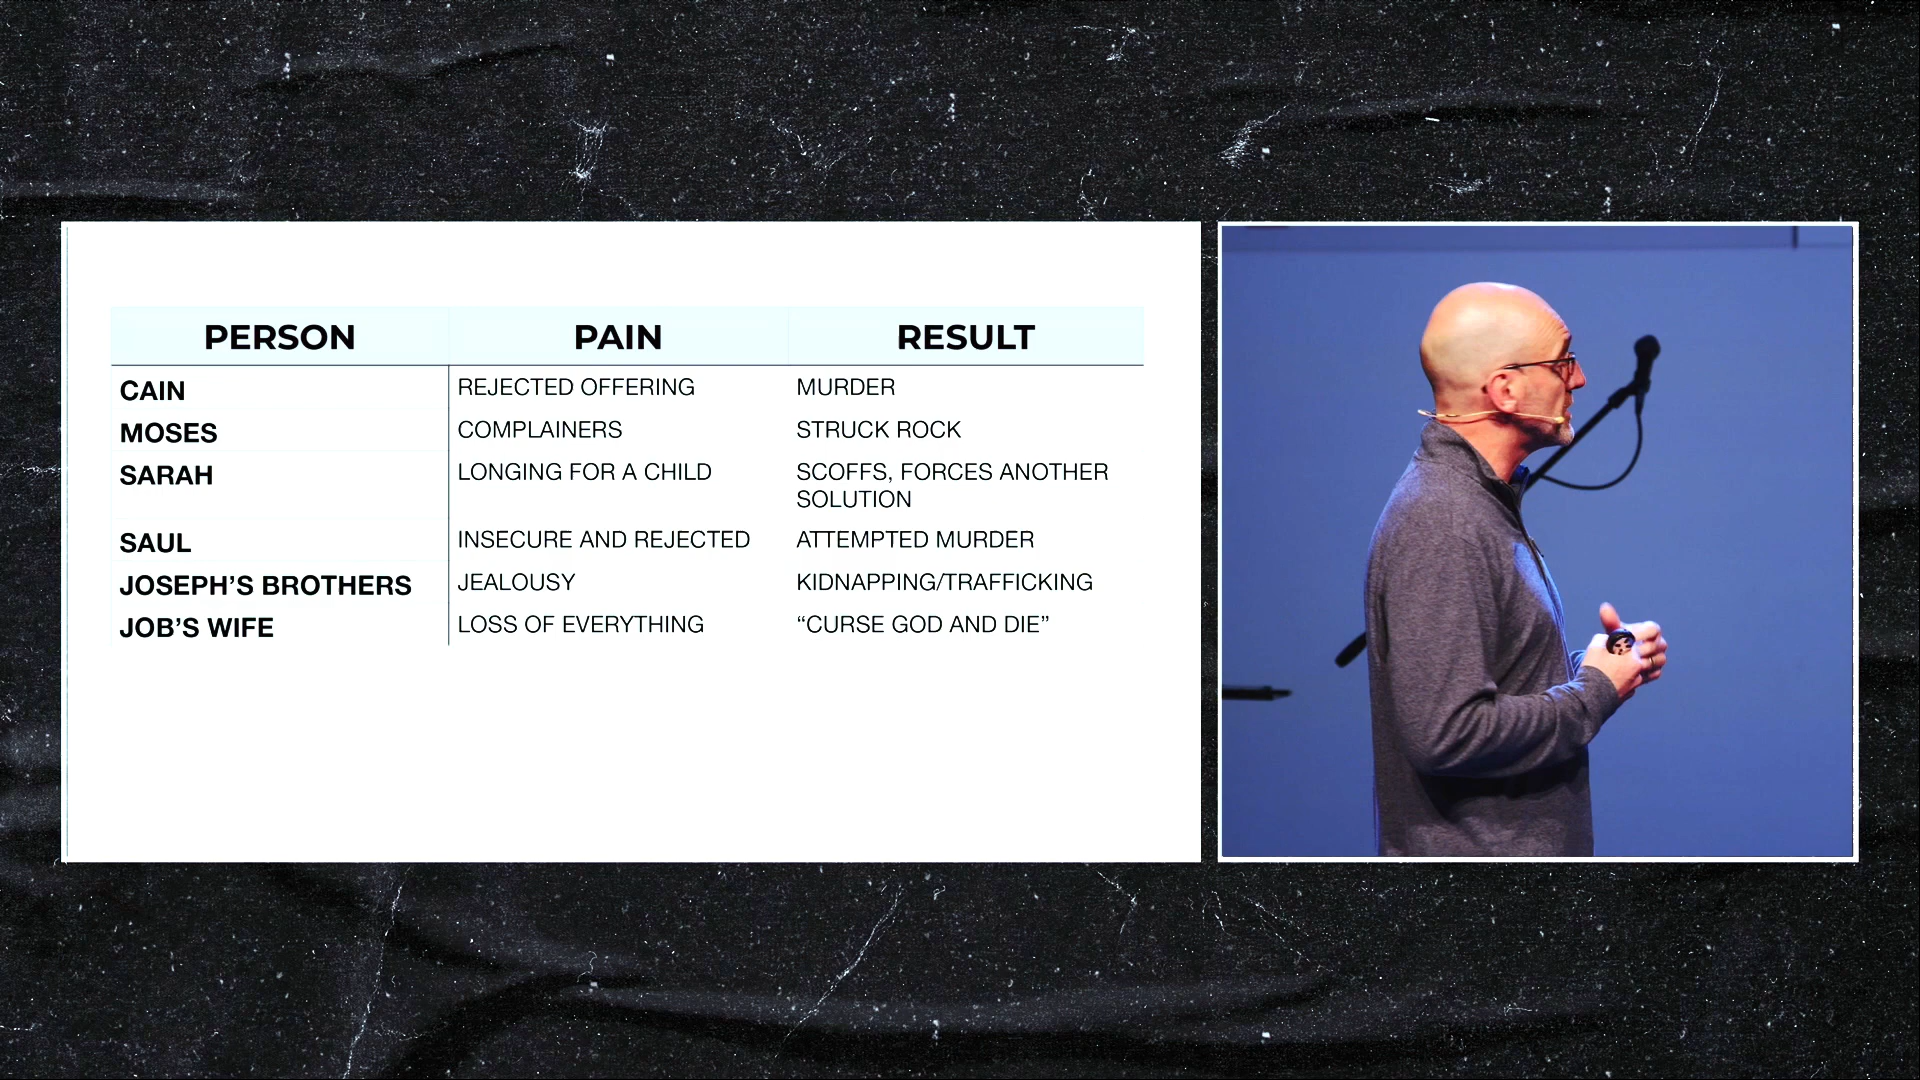 PERSON PAIN RESULT
CAIN REJECTED OFFERING MURDER
MOSES COMPLAINERS STRUCK ROCK
SARAH LONGING FOR A CHILD SCOFFS, FORCES ANOTHER
SOLUTION
SAUL INSECURE AND REJECTED ATTEMPTED MURDER
JOSEPH’S BROTHERS JEALOUSY KIDNAPPING/TRAFFICKING
JOB’S WIFE LOSS OF EVERYTHING “CURSE GOD AND DIE”